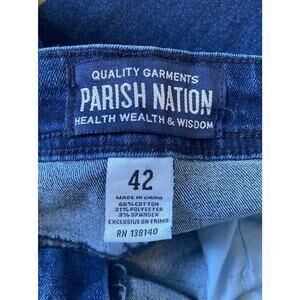 QUALITY GARMENTS
PARISH NATION
HEALTH WEALTH & WISDOM
42
MADE IN CHINA
66% COTTON
31% POLYESTER
3% SPANDEX
EXCLUSIVE ON TRIMS
RN 138140